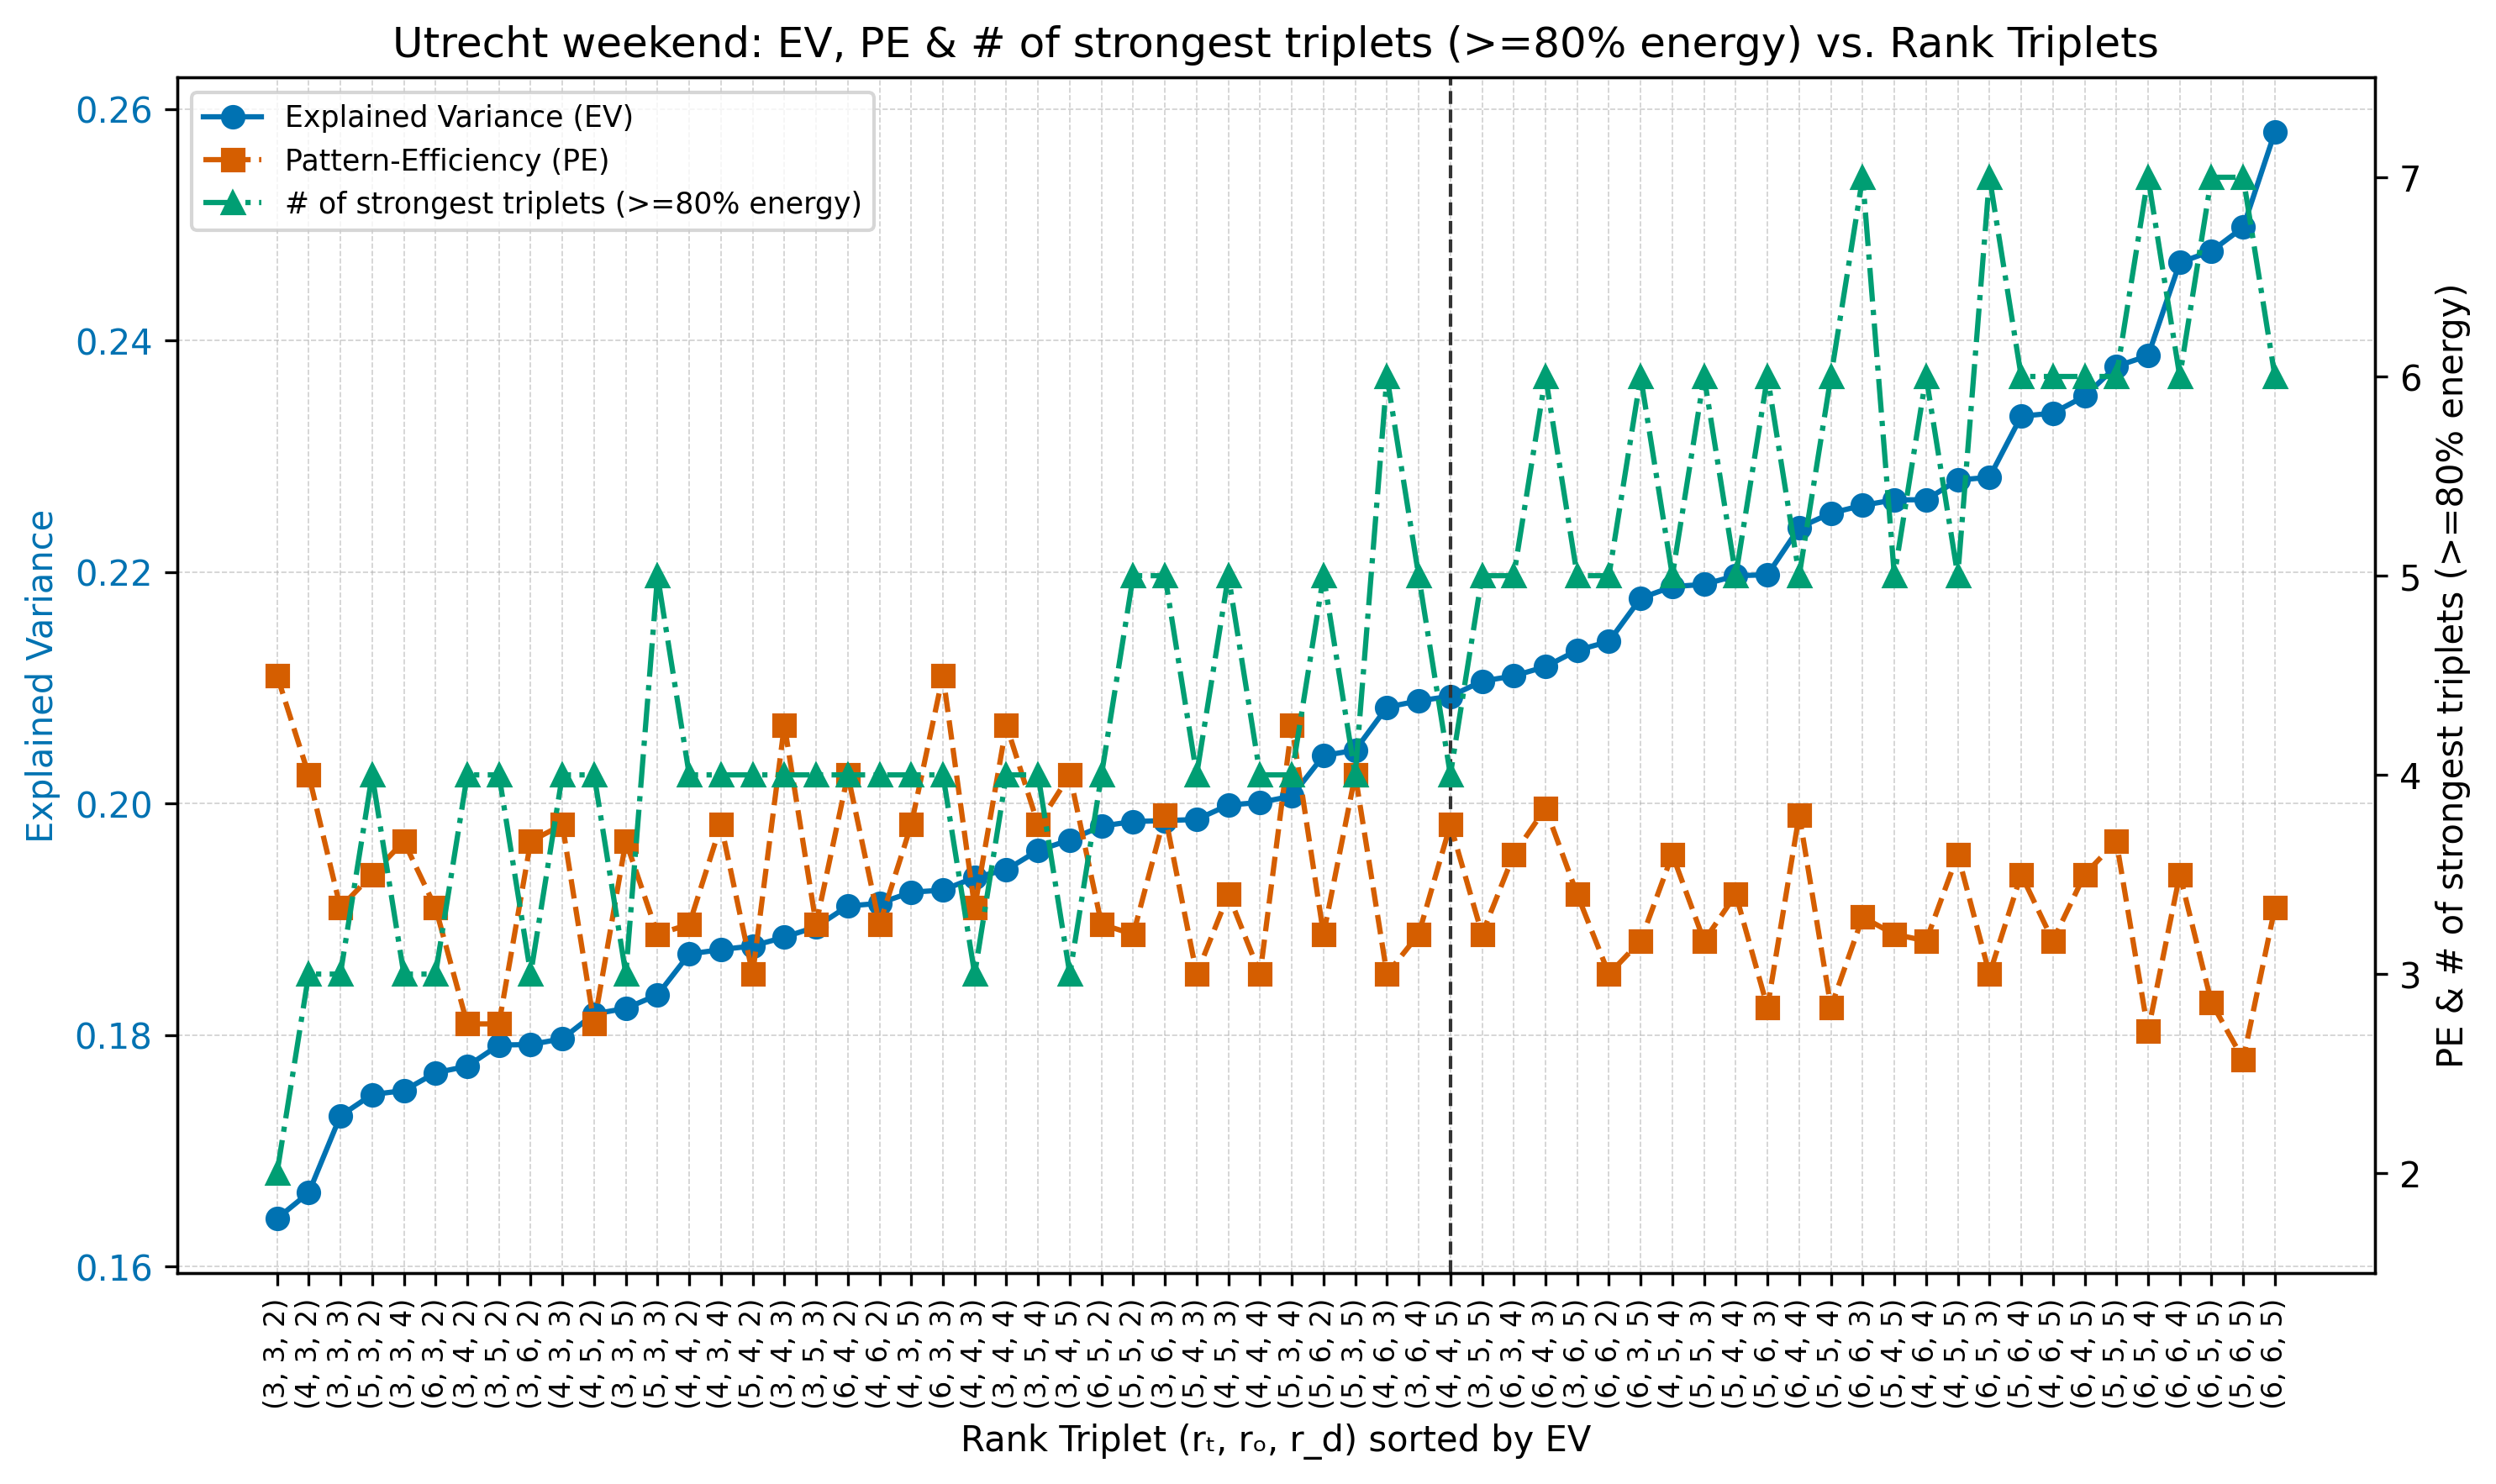 Utrecht weekend: EV, PE & # of strongest triplets (>=80% energy) vs. Rank Triplets
Explained Variance (EV)
Pattern-Efficiency (PE)
# of strongest triplets (>=80% energy)
Explained Variance
0.26
0.24
0.22
0.20
0.18
0.16
7
6
5
4
3
2
PE & # of strongest triplets (>=80% energy)
(3, 3, 2)
(4, 3, 2)
(3, 3, 3)
(5, 3, 2)
(3, 3, 4)
(6, 3, 2)
(3, 4, 2)
(3, 5, 2)
(3, 6, 2)
(4, 3, 3)
(4, 5, 2)
(3, 3, 5)
(5, 3, 3)
(4, 4, 2)
(4, 3, 4)
(5, 4, 2)
(3, 4, 3)
(3, 5, 3)
(6, 4, 2)
(4, 6, 2)
(4, 3, 5)
(6, 3, 3)
(4, 4, 3)
(3, 4, 4)
(3, 5, 4)
(3, 4, 5)
(6, 5, 2)
(5, 5, 2)
(3, 6, 3)
(5, 4, 3)
(4, 5, 3)
(4, 4, 4)
(5, 3, 4)
(5, 6, 2)
(5, 3, 5)
(4, 6, 3)
(3, 6, 4)
(4, 4, 5)
(3, 5, 5)
(6, 3, 4)
(6, 4, 3)
(3, 6, 5)
(6, 6, 2)
(6, 3, 5)
(4, 5, 4)
(5, 5, 3)
(5, 4, 4)
(5, 6, 3)
(6, 4, 4)
(5, 5, 4)
(6, 6, 3)
(5, 4, 5)
(4, 6, 4)
(4, 5, 5)
(6, 5, 3)
(5, 6, 4)
(4, 6, 5)
(6, 4, 5)
(5, 5, 5)
(6, 5, 4)
(6, 6, 4)
(6, 5, 5)
(5, 6, 5)
(6, 6, 5)
Rank Triplet (rₜ, rₒ, r_d) sorted by EV